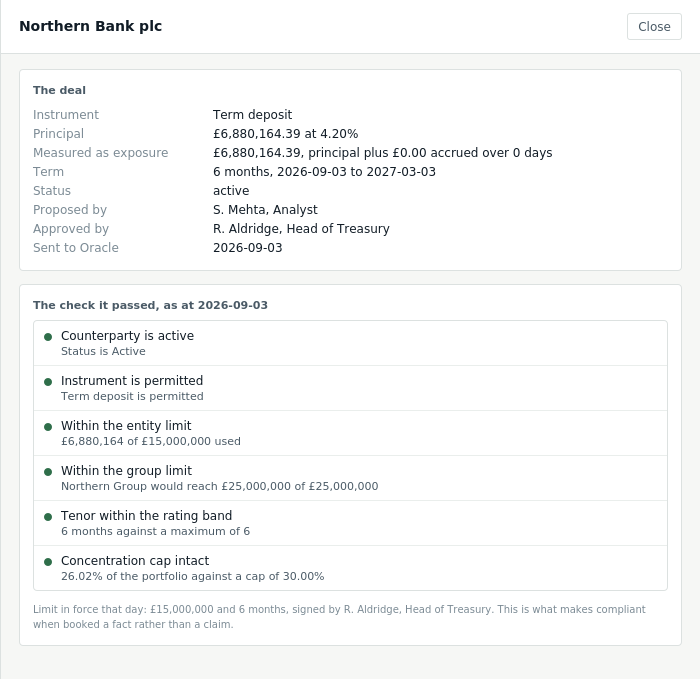 Northern Bank plc
Close
The deal
Instrument Term deposit
Principal £6,880,164.39 at 4.20%
Measured as exposure £6,880,164.39, principal plus £0.00 accrued over 0 days
Term 6 months, 2026-09-03 to 2027-03-03
Status active
Proposed by S. Mehta, Analyst
Approved by R. Aldridge, Head of Treasury
Sent to Oracle 2026-09-03
The check it passed, as at 2026-09-03
Counterparty is active
Status is Active
Instrument is permitted
Term deposit is permitted
Within the entity limit
£6,880,164 of £15,000,000 used
Within the group limit
Northern Group would reach £25,000,000 of £25,000,000
Tenor within the rating band
6 months against a maximum of 6
Concentration cap intact
26.02% of the portfolio against a cap of 30.00%
Limit in force that day: £15,000,000 and 6 months, signed by R. Aldridge, Head of Treasury. This is what makes compliant
when booked a fact rather than a claim.